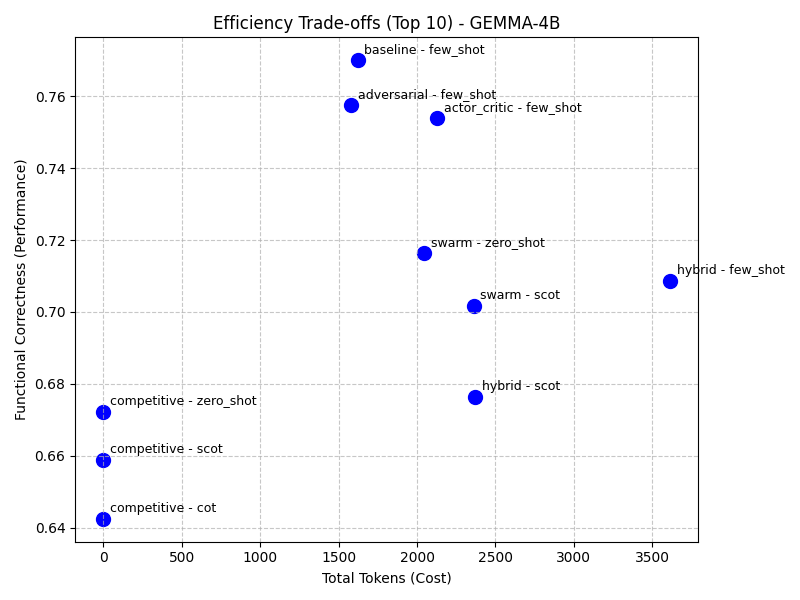 Efficiency Trade-offs (Top 10) - GEMMA-4B
baseline - few_shot
adversarial - few_shot
actor_critic - few_shot
swarm - zero_shot
hybrid - few_shot
swarm - scot
hybrid - scot
competitive - zero_shot
competitive - scot
competitive - cot
Functional Correctness (Performance)
0.76
0.74
0.72
0.70
0.68
0.66
0.64
0 500 1000 1500 2000 2500 3000 3500
Total Tokens (Cost)